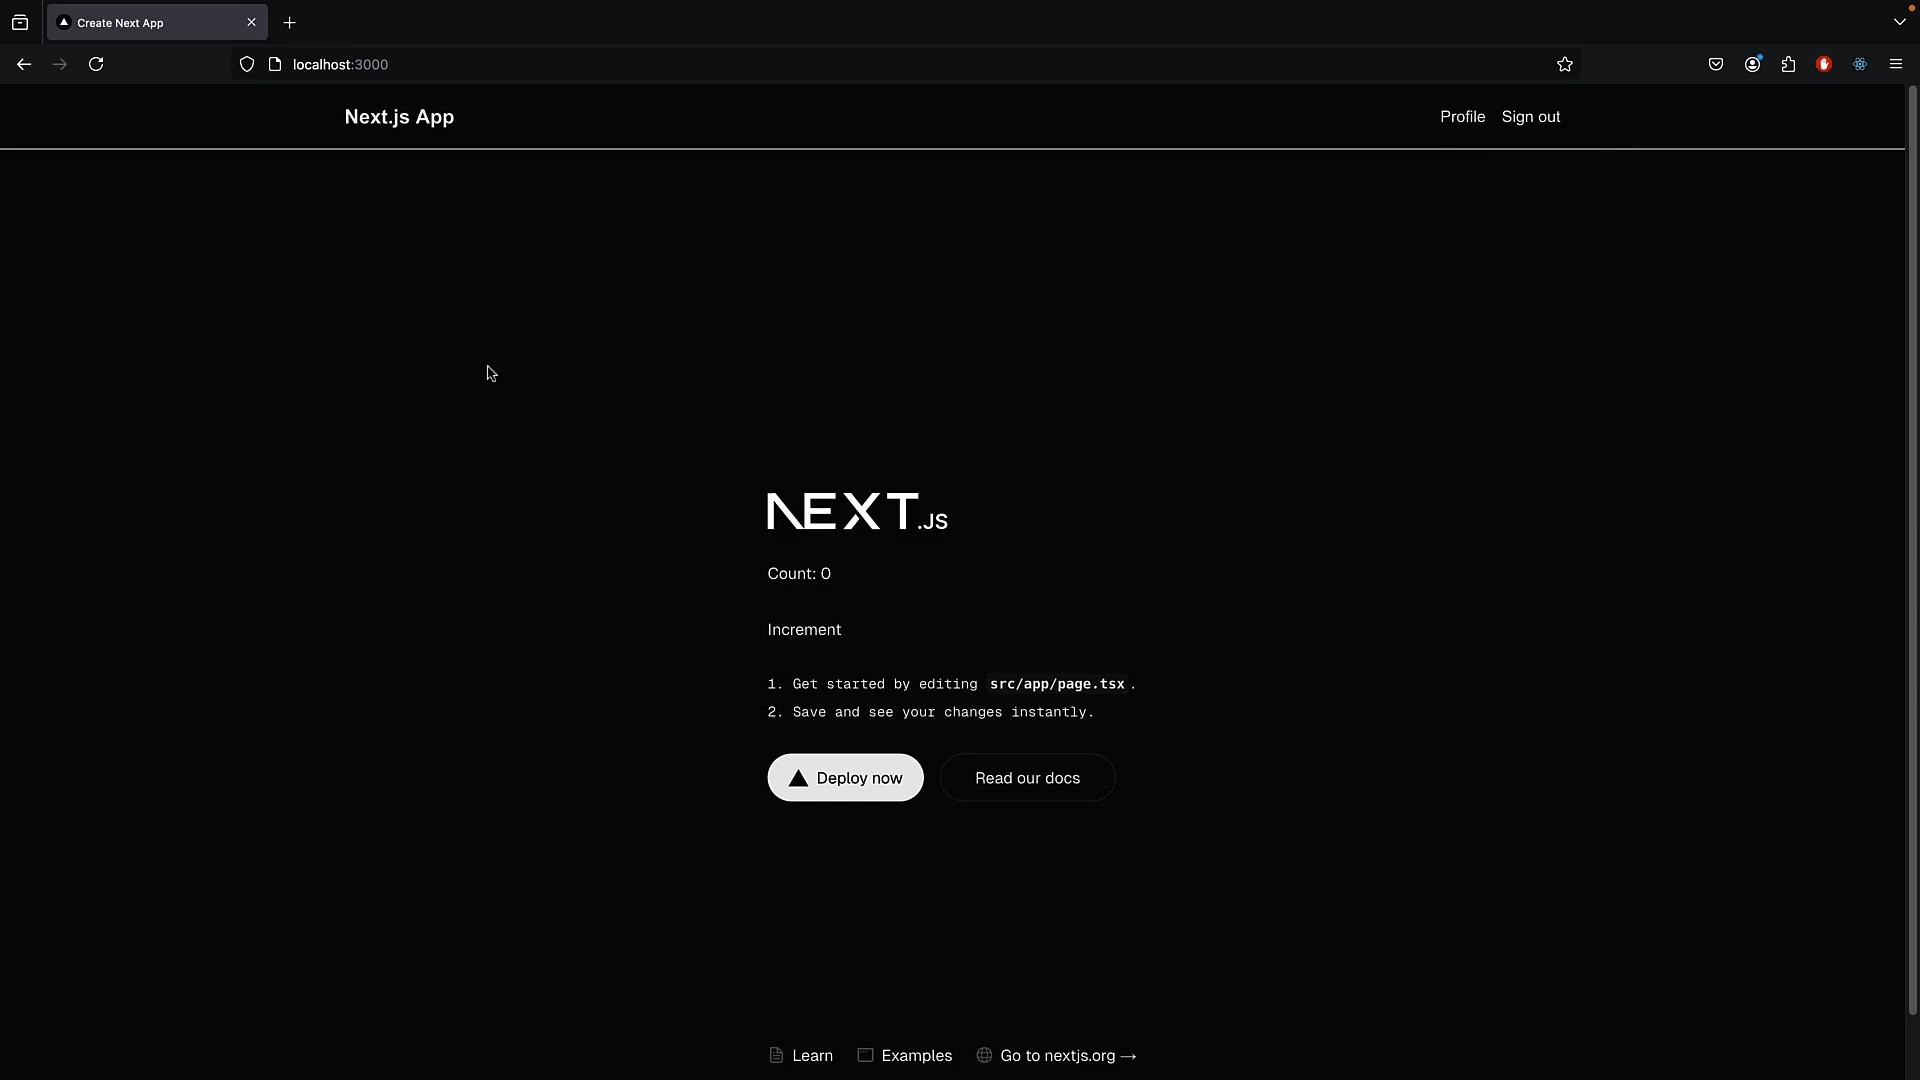 Create Next App
localhost:3000
Next.js App
Profile Sign out
NEXT.JS
Count: 0
Increment
1. Get started by editing src/app/page.tsx.
2. Save and see your changes instantly.
Deploy now Read our docs
Learn Examples Go to nextjs.org →